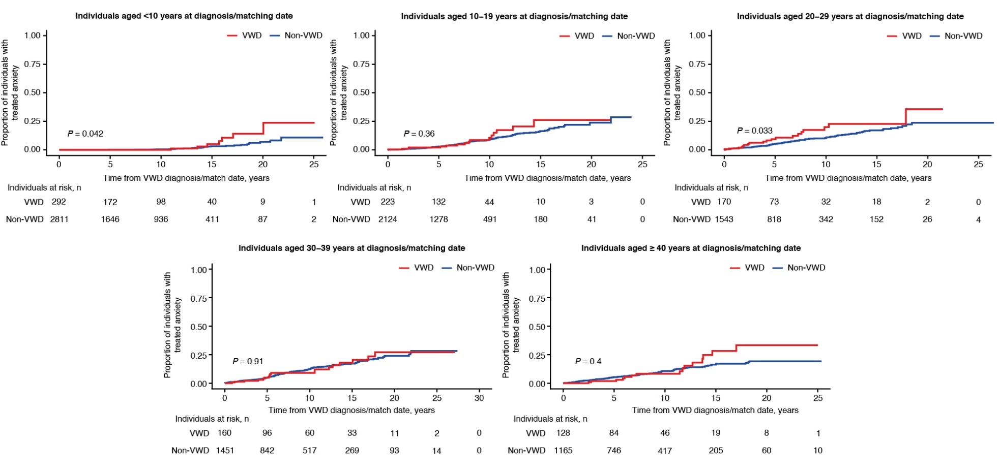 Individuals aged <10 years at diagnosis/matching date
Proportion of individuals with
treated anxiety
1.00
0.75
0.50
0.25
0.00
VWD Non-VWD
P = 0.042
0 5 10 15 20 25
Time from VWD diagnosis/match date, years
Individuals at risk, n
VWD 292 172 98 40 9 1
Non-VWD 2811 1646 936 411 87 2
Individuals aged 10–19 years at diagnosis/matching date
Proportion of individuals with
treated anxiety
1.00
0.75
0.50
0.25
0.00
VWD Non-VWD
P = 0.36
0 5 10 15 20 25
Time from VWD diagnosis/match date, years
Individuals at risk, n
VWD 223 132 44 10 3 0
Non-VWD 2124 1278 491 180 41 0
Individuals aged 20–29 years at diagnosis/matching date
Proportion of individuals with
treated anxiety
1.00
0.75
0.50
0.25
0.00
VWD Non-VWD
P = 0.033
0 5 10 15 20 25
Time from VWD diagnosis/match date, years
Individuals at risk, n
VWD 170 73 32 18 2 0
Non-VWD 1543 818 342 152 26 4
Individuals aged 30–39 years at diagnosis/matching date
Proportion of individuals with
treated anxiety
1.00
0.75
0.50
0.25
0.00
VWD Non-VWD
P = 0.91
0 5 10 15 20 25 30
Time from VWD diagnosis/match date, years
Individuals at risk, n
VWD 160 96 60 33 11 2 0
Non-VWD 1451 842 517 269 93 14 0
Individuals aged ≥ 40 years at diagnosis/matching date
Proportion of individuals with
treated anxiety
1.00
0.75
0.50
0.25
0.00
VWD Non-VWD
P = 0.4
0 5 10 15 20 25
Time from VWD diagnosis/match date, years
Individuals at risk, n
VWD 128 84 46 19 8 1
Non-VWD 1165 746 417 205 60 10